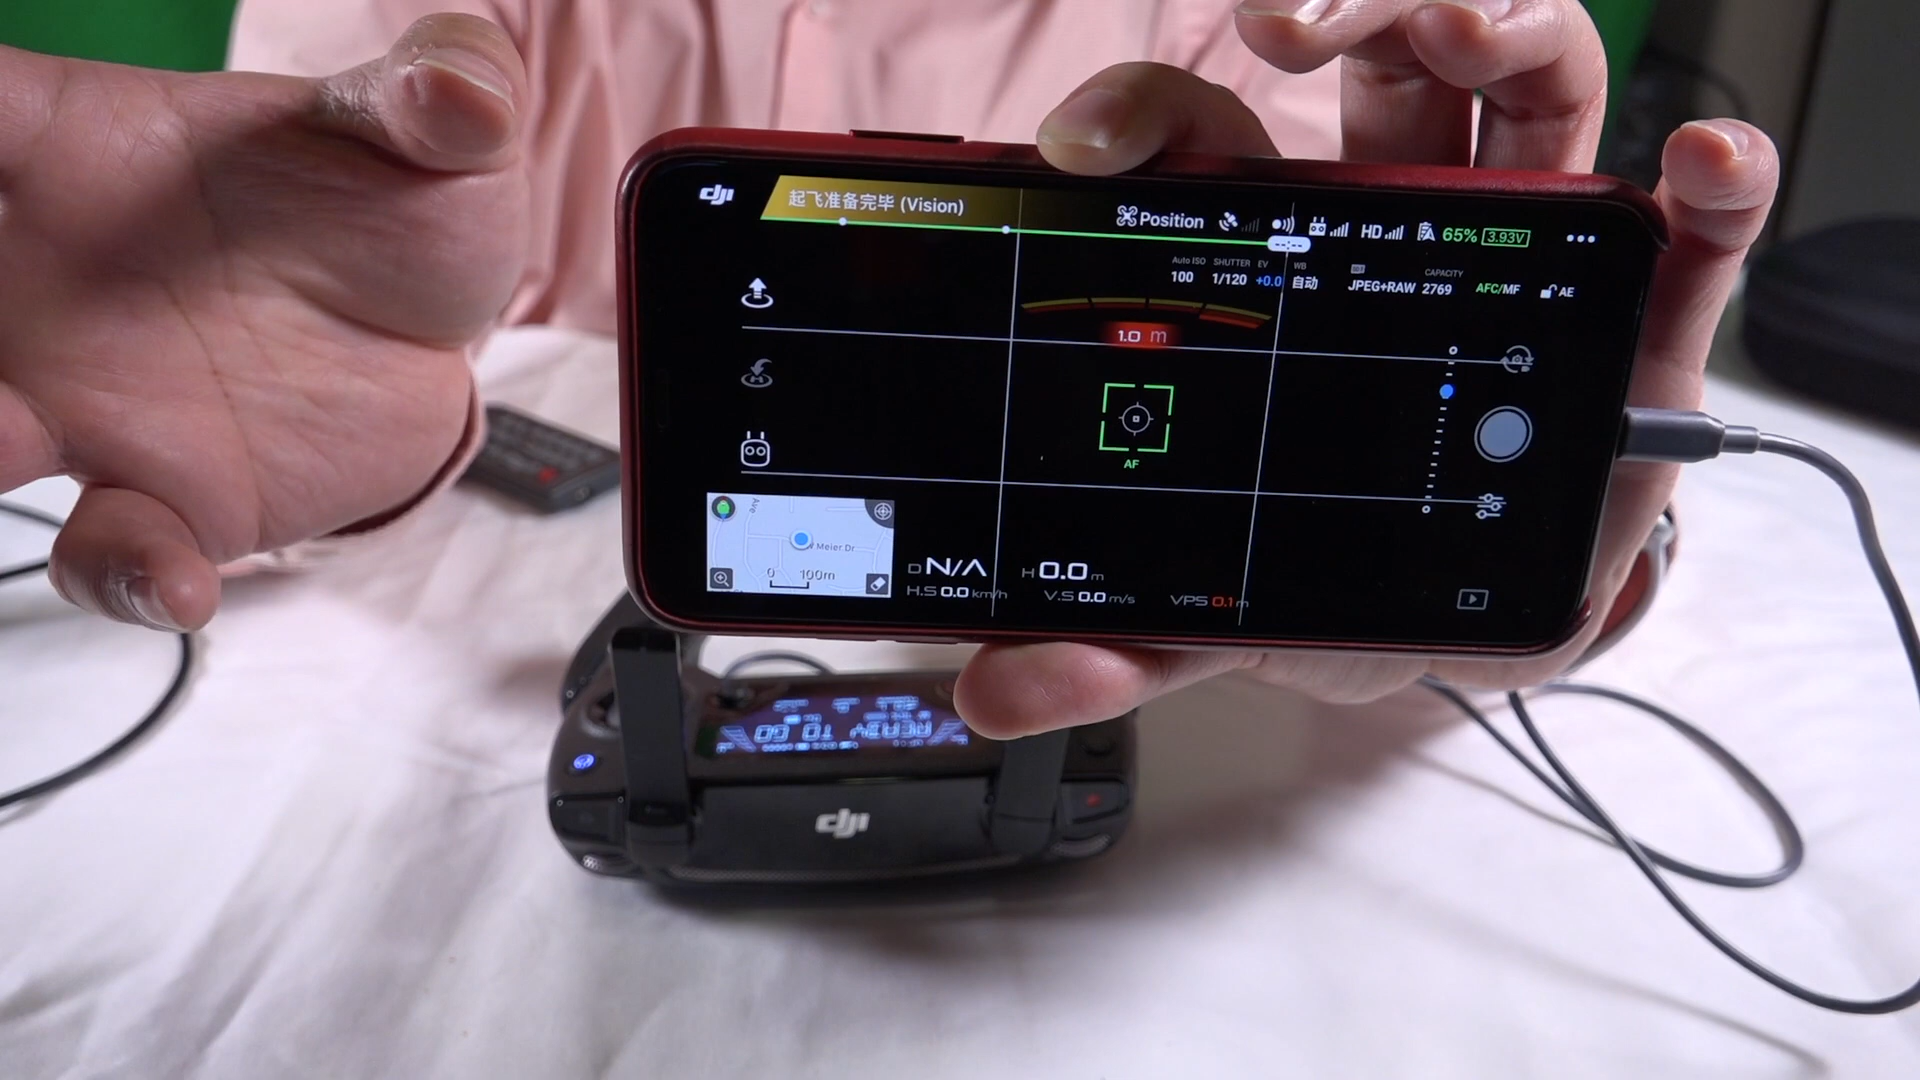 dji
起飞准备完毕 (Vision)
Position
HD
65% 3.93V
Auto ISO SHUTTER EV WB CAPACITY
100 1/120 +0.0 自动 JPEG+RAW 2769 AFC/MF AE
1.0 m
AF
Ave
Meier Dr
0 100m
D N/A H 0.0 m
H.S 0.0 km/h V.S 0.0 m/s VPS 0.1 m
READY TO GO
dji